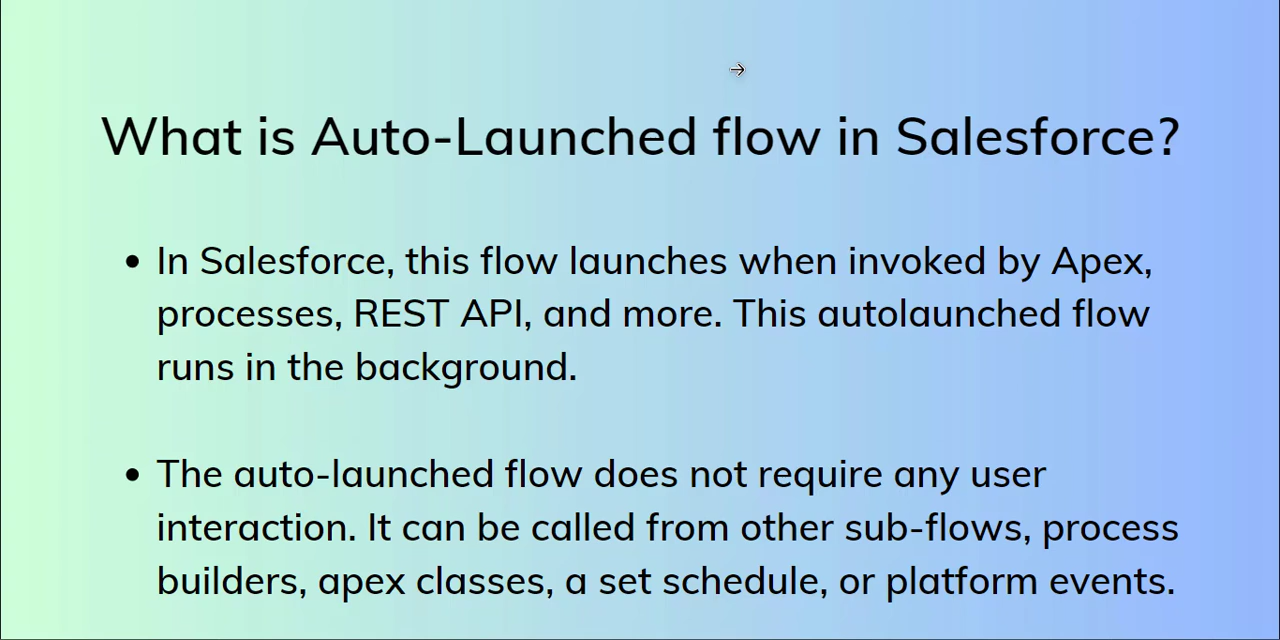 What is Auto-Launched flow in Salesforce?
• In Salesforce, this flow launches when invoked by Apex,
processes, REST API, and more. This autolaunched flow
runs in the background.
• The auto-launched flow does not require any user
interaction. It can be called from other sub-flows, process
builders, apex classes, a set schedule, or platform events.